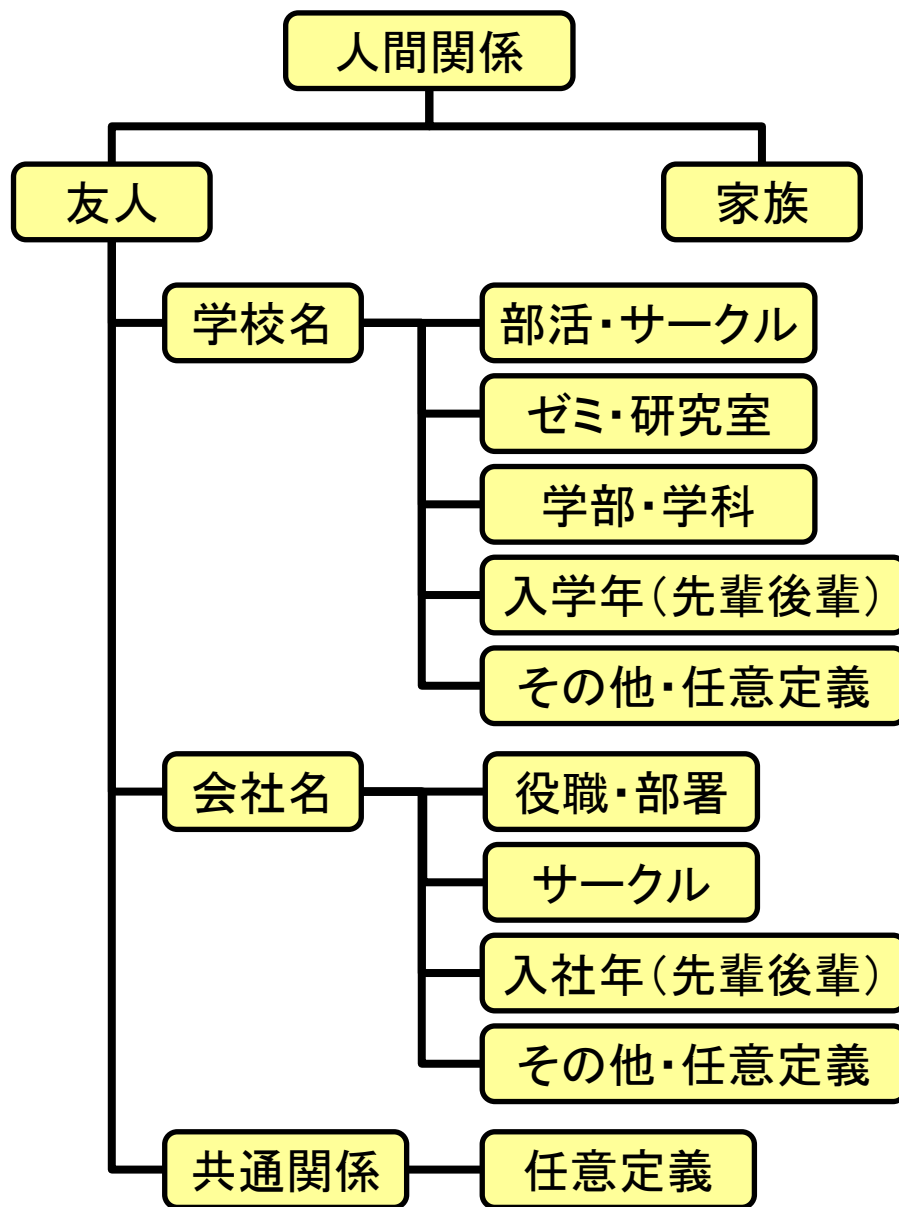 人間関係
友人
家族
学校名
部活・サークル
ゼミ・研究室
学部・学科
入学年（先輩後輩）
その他・任意定義
会社名
役職・部署
サークル
入社年（先輩後輩）
その他・任意定義
共通関係
任意定義